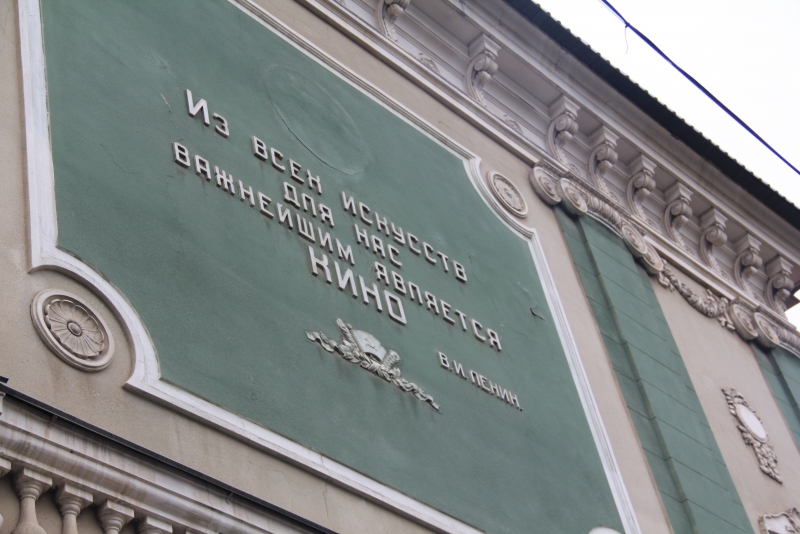 Из всех искусств
для нас
важнейшим является
кино
В.И. Ленин.